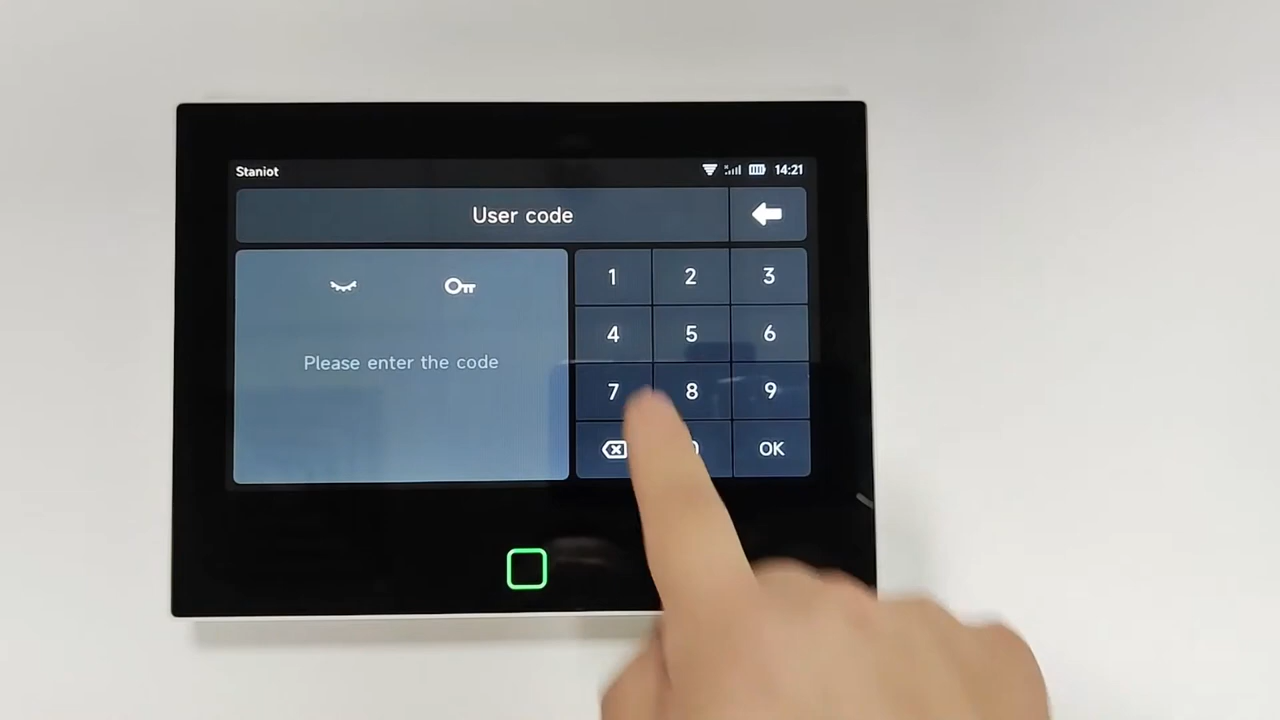 Staniot 14:21
User code
1 2 3
Please enter the code
4 5 6
7 8 9
OK